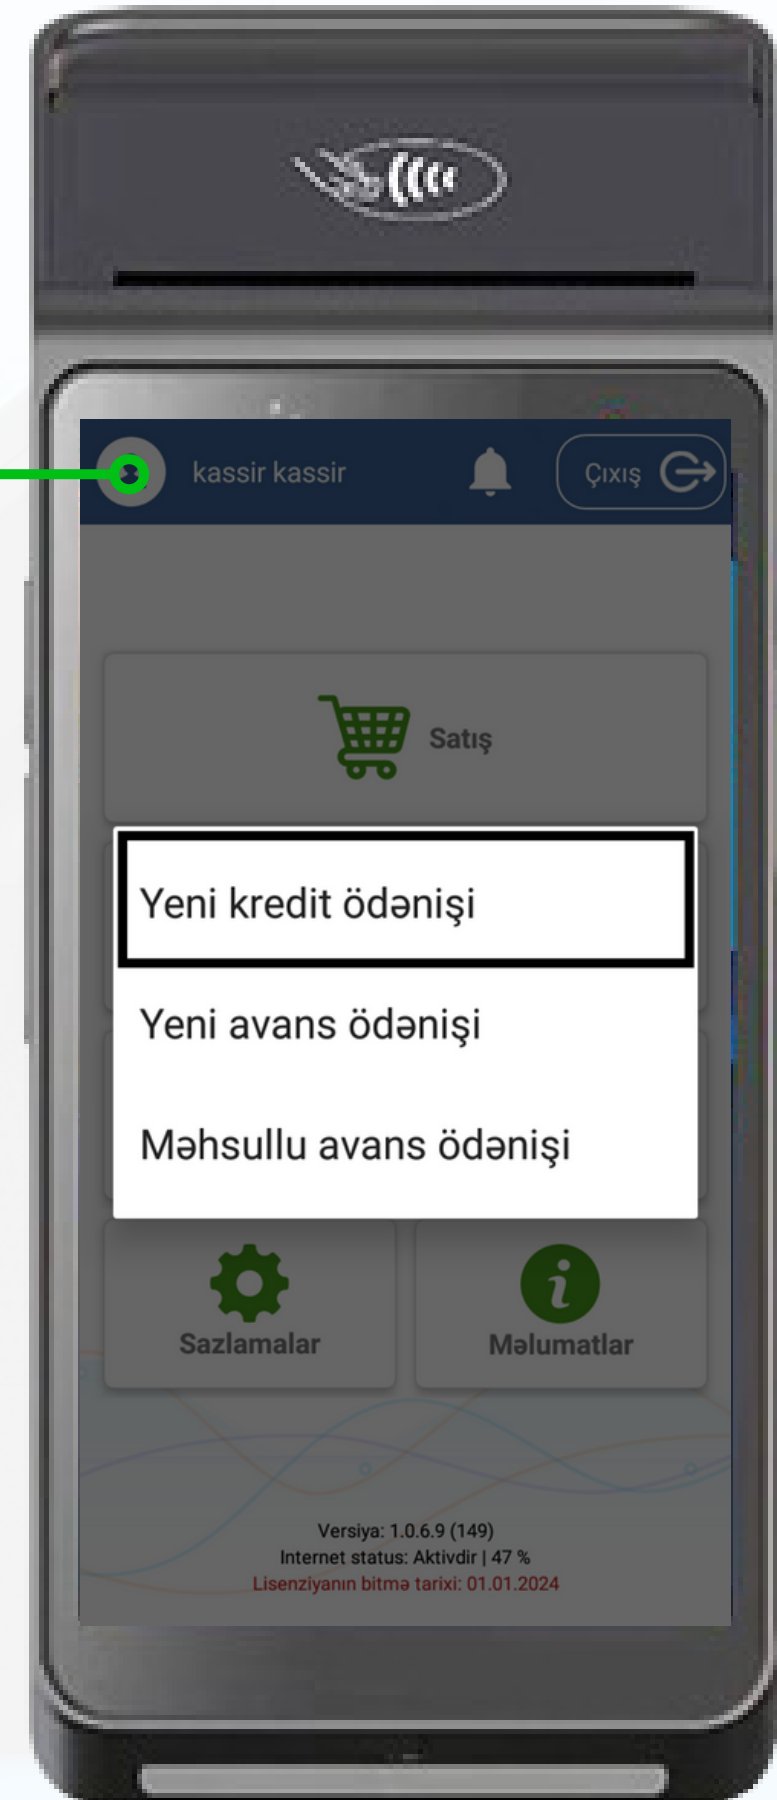 kassir kassir
Çıxış
Satış
Yeni kredit ödənişi
Yeni avans ödənişi
Məhsullu avans ödənişi
Sazlamalar
Məlumatlar
Versiya: 1.0.6.9 (149)
Internet status: Aktivdir | 47 %
Lisenziyanın bitmə tarixi: 01.01.2024